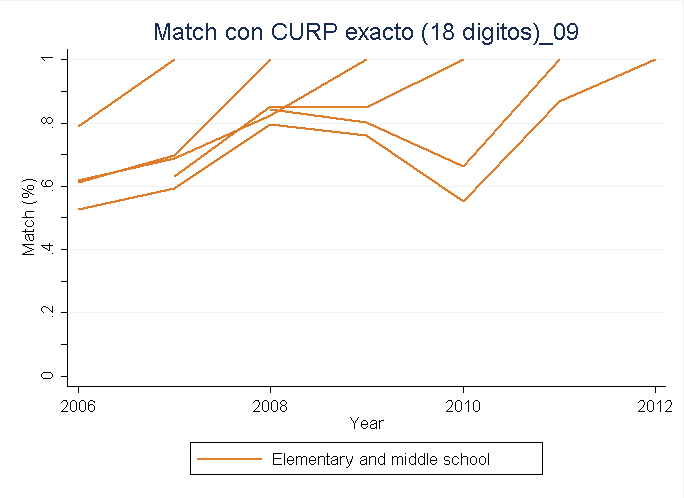 Match con CURP exacto (18 digitos)_09
Match (%)
1
.8
.6
.4
.2
0
2006 2008 2010 2012
Year
Elementary and middle school